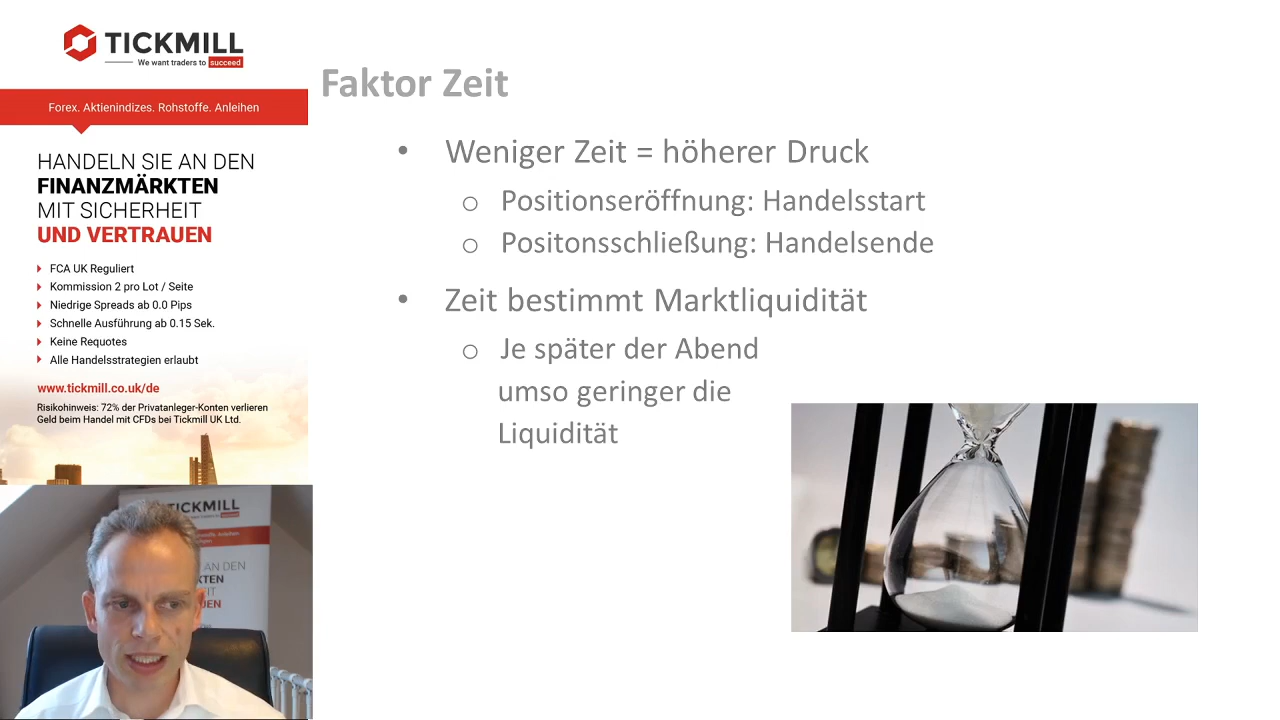 TICKMILL
We want traders to succeed
Forex. Aktienindizes. Rohstoffe. Anleihen
HANDELN SIE AN DEN
FINANZMÄRKTEN
MIT SICHERHEIT
UND VERTRAUEN
FCA UK Reguliert
Kommission 2 pro Lot / Seite
Niedrige Spreads ab 0.0 Pips
Schnelle Ausführung ab 0.15 Sek.
Keine Requotes
Alle Handelsstrategien erlaubt
www.tickmill.co.uk/de
Risikohinweis: 72% der Privatanleger-Konten verlieren
Geld beim Handel mit CFDs bei Tickmill UK Ltd.
Faktor Zeit
• Weniger Zeit = höherer Druck
o Positionseröffnung: Handelsstart
o Positonsschließung: Handelsende
• Zeit bestimmt Marktliquidität
o Je später der Abend
umso geringer die
Liquidität
TICKMILL
AN DEN